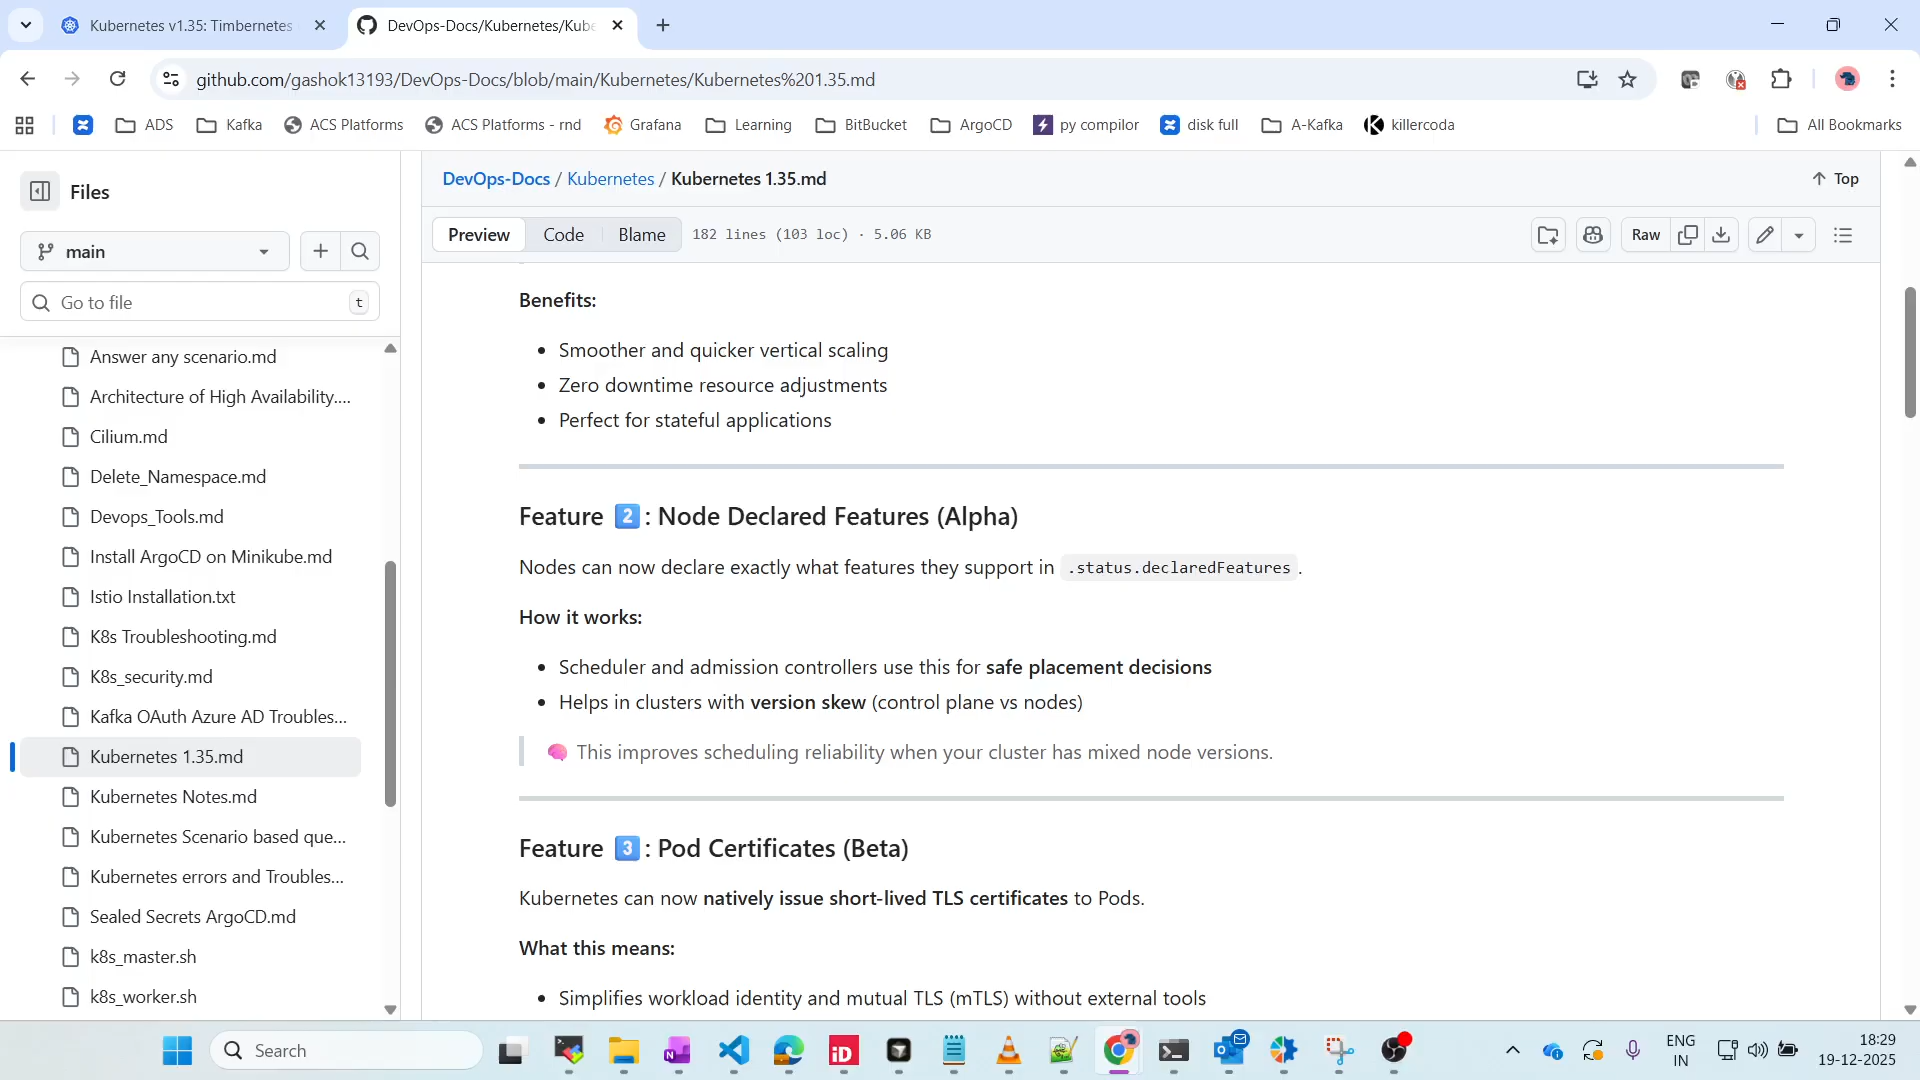 Kubernetes v1.35: Timbernetes
DevOps-Docs/Kubernetes/Kube
github.com/gashok13193/DevOps-Docs/blob/main/Kubernetes/Kubernetes%201.35.md
ADS
Kafka
ACS Platforms
ACS Platforms - rnd
Grafana
Learning
BitBucket
ArgoCD
py compilor
disk full
A-Kafka
killercoda
All Bookmarks
Files
main
Go to file
t
Answer any scenario.md
Architecture of High Availability....
Cilium.md
Delete_Namespace.md
Devops_Tools.md
Install ArgoCD on Minikube.md
Istio Installation.txt
K8s Troubleshooting.md
K8s_security.md
Kafka OAuth Azure AD Troubles...
Kubernetes 1.35.md
Kubernetes Notes.md
Kubernetes Scenario based que...
Kubernetes errors and Troubles...
Sealed Secrets ArgoCD.md
k8s_master.sh
k8s_worker.sh
DevOps-Docs / Kubernetes / Kubernetes 1.35.md
Top
Preview
Code
Blame
182 lines (103 loc) · 5.06 KB
Raw
Benefits:
• Smoother and quicker vertical scaling
• Zero downtime resource adjustments
• Perfect for stateful applications
Feature 2️⃣: Node Declared Features (Alpha)
Nodes can now declare exactly what features they support in .status.declaredFeatures.
How it works:
• Scheduler and admission controllers use this for safe placement decisions
• Helps in clusters with version skew (control plane vs nodes)
🧠 This improves scheduling reliability when your cluster has mixed node versions.
Feature 3️⃣: Pod Certificates (Beta)
Kubernetes can now natively issue short-lived TLS certificates to Pods.
What this means:
• Simplifies workload identity and mutual TLS (mTLS) without external tools
Search
ENG
IN
18:29
19-12-2025